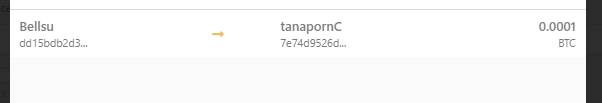 Bellsu → tanapornC 0.0001
dd15bdb2d3... 7e74d9526d... BTC